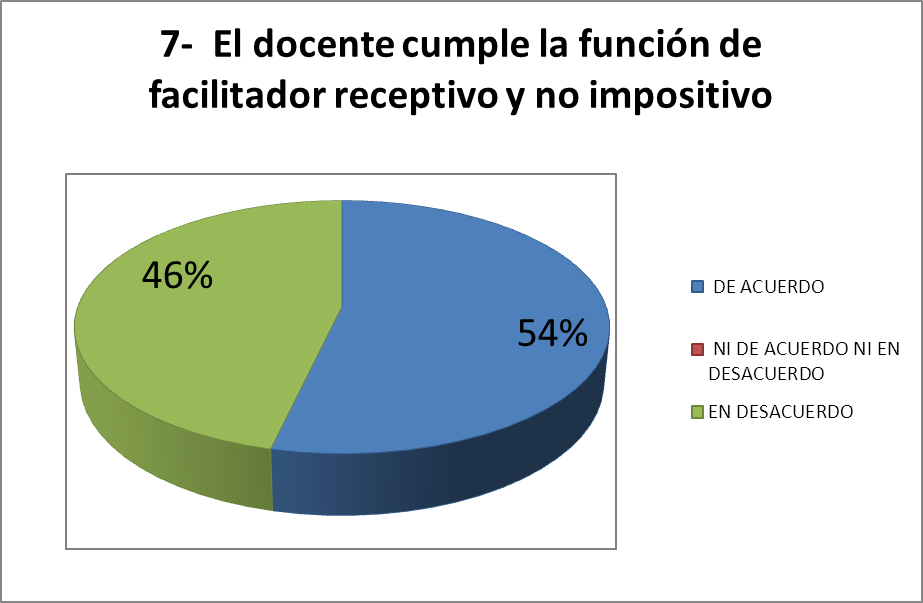 7-  El docente cumple la función de
facilitador receptivo y no impositivo
46%
54%
DE ACUERDO
NI DE ACUERDO NI EN
DESACUERDO
EN DESACUERDO